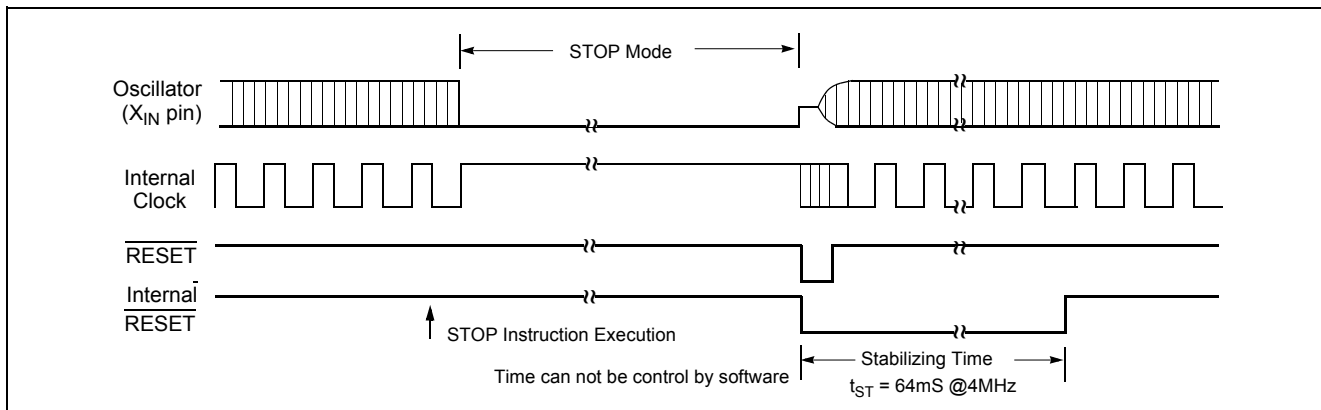 STOP Mode
Oscillator
(XIN pin)
Internal
Clock
RESET
Internal
RESET
STOP Instruction Execution
Time can not be control by software
Stabilizing Time
tST = 64mS @4MHz